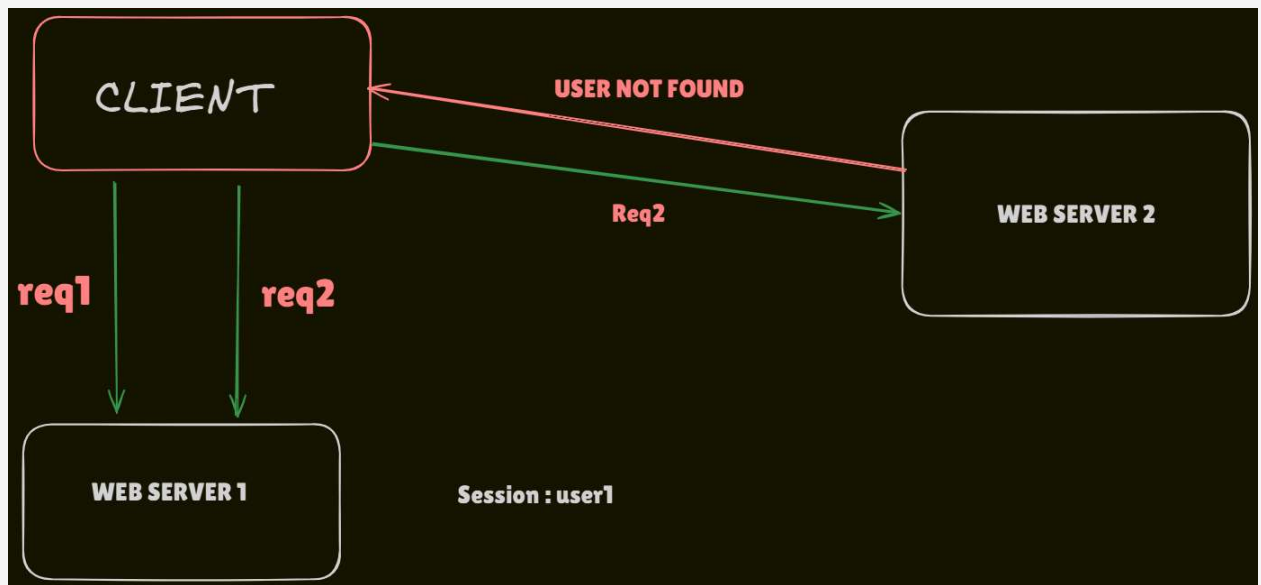 CLIENT
USER NOT FOUND
Req2
WEB SERVER 2
req1
req2
WEB SERVER 1
Session : user1